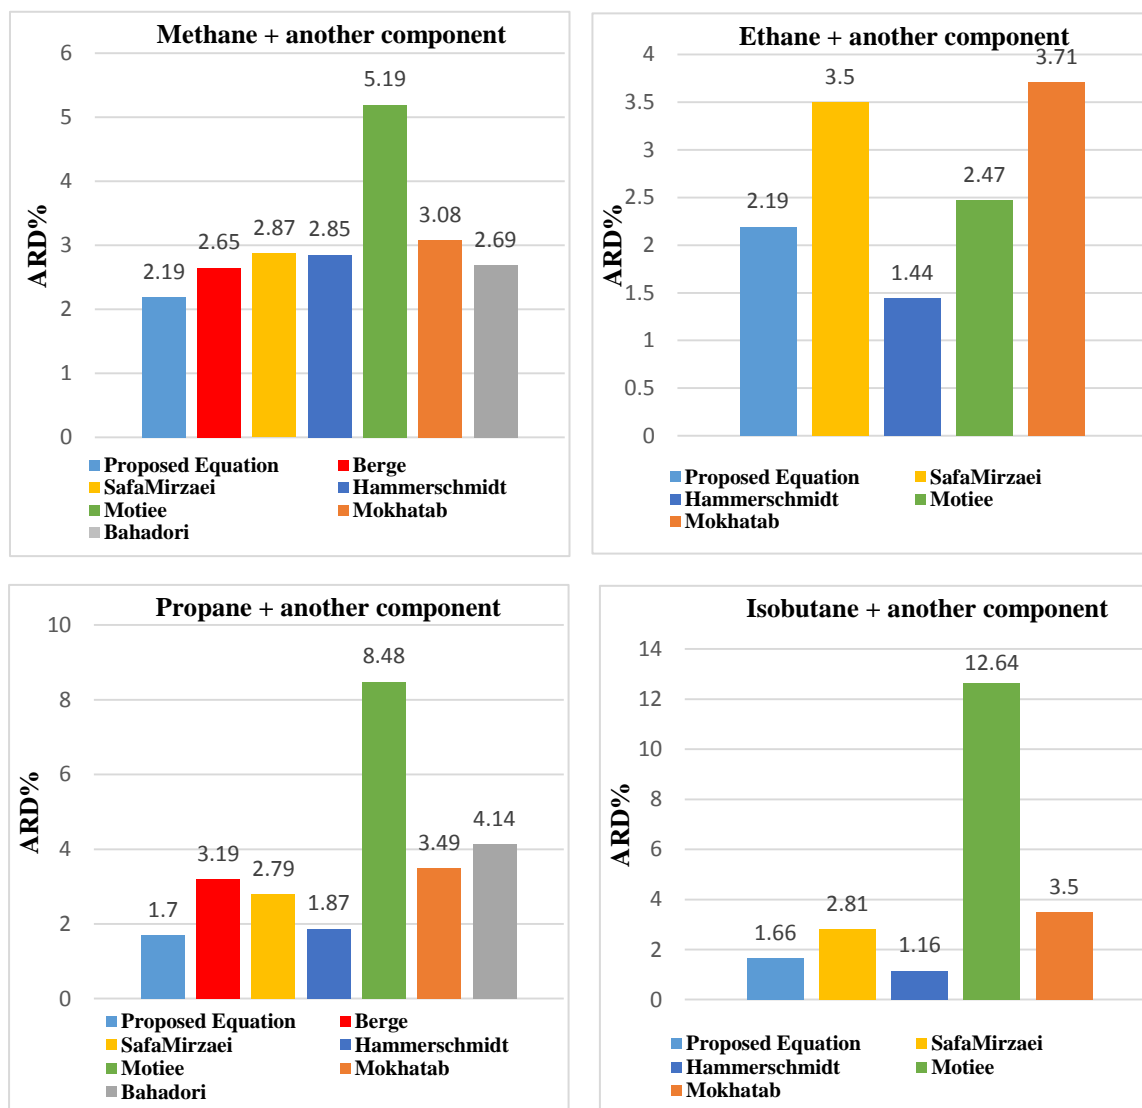 Methane + another component
6
5
4
3
2
1
0
ARD%
2.19
2.65
2.87
2.85
5.19
3.08
2.69
Proposed Equation Berge
SafaMirzaei Hammerschmidt
Motiee Mokhatab
Bahadori
Ethane + another component
4
3.5
3
2.5
2
1.5
1
0.5
0
ARD%
2.19
3.5
1.44
2.47
3.71
Proposed Equation SafaMirzaei
Hammerschmidt Motiee
Mokhatab
Propane + another component
10
8
6
4
2
0
ARD%
1.7
3.19
2.79
1.87
8.48
3.49
4.14
Proposed Equation Berge
SafaMirzaei Hammerschmidt
Motiee Mokhatab
Bahadori
Isobutane + another component
14
12
10
8
6
4
2
0
ARD%
1.66
2.81
1.16
12.64
3.5
Proposed Equation SafaMirzaei
Hammerschmidt Motiee
Mokhatab